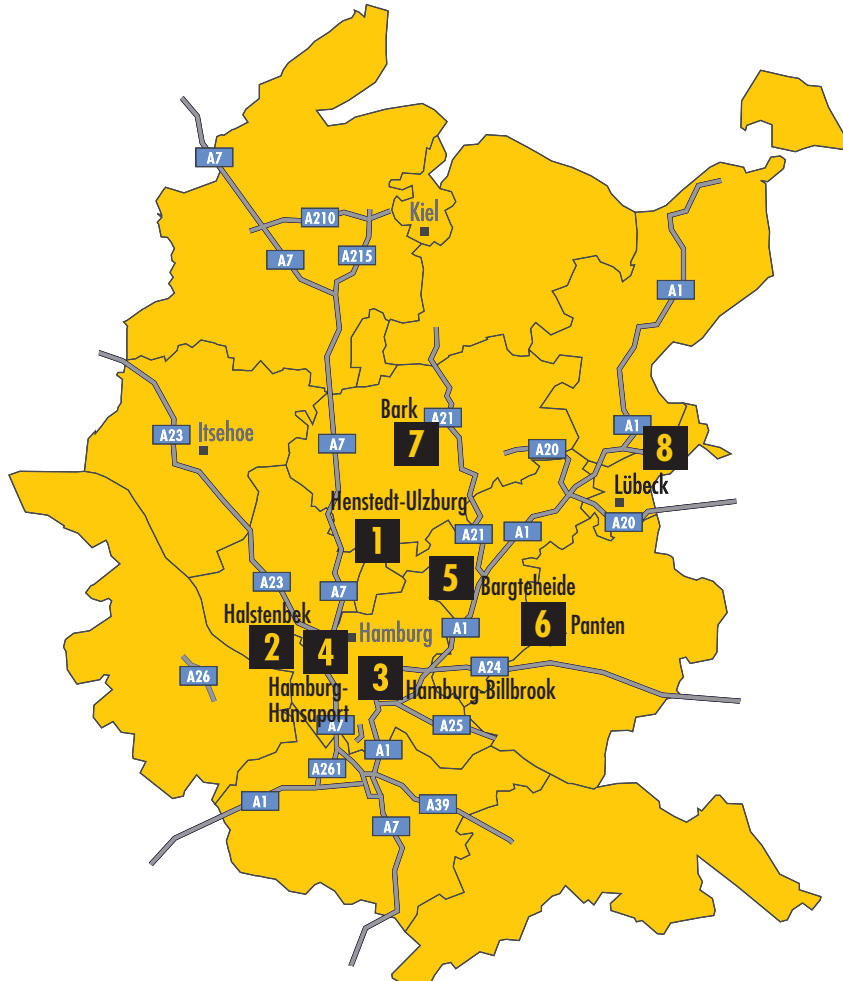 A7
Kiel
A210
A7
A215
A1
Bark
A21
7
A23
Itsehoe
A7
A20
A1
8
Lübeck
Henstedt-Ulzburg
1
A21
A1
A20
A23
A7
5
Bargteheide
Halstenbek
2
4
Hamburg
A1
6
Panten
A26
3
A24
Hamburg-
Hansaport
Hamburg-Billbrook
A7
A25
A1
A261
A1
A39
A7